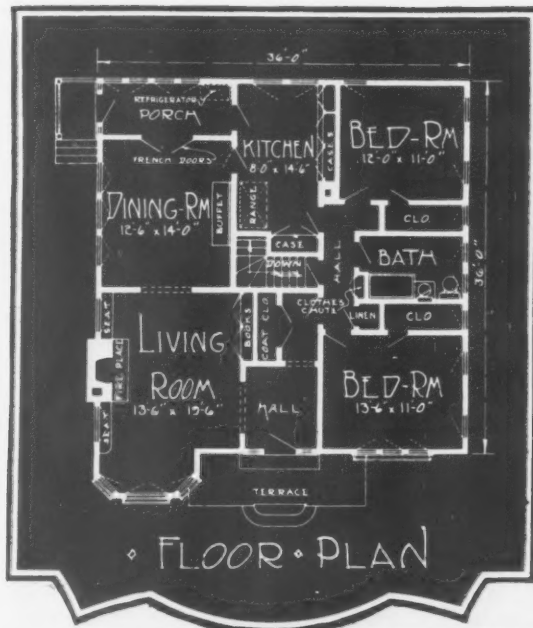 36'-0"
REFRIGERATOR
PORCH
FRENCH DOORS
KITCHEN
8-0 x 14-6"
CASES
BED-RM
12-0 x 11-0"
DINING-RM
12-6" x 14-0"
BUFFET
RANGE
CASE
DOWN
HALL
CLO.
BATH
36'-0"
CLOTHES
CHUTE
LINEN
CLO
SEAT
FIRE PLACE
SEAT
LIVING
ROOM
13-6" x 19-6"
BOOKS
COAT CLO.
HALL
BED-RM
13-6 x 11-0"
TERRACE
FLOOR PLAN